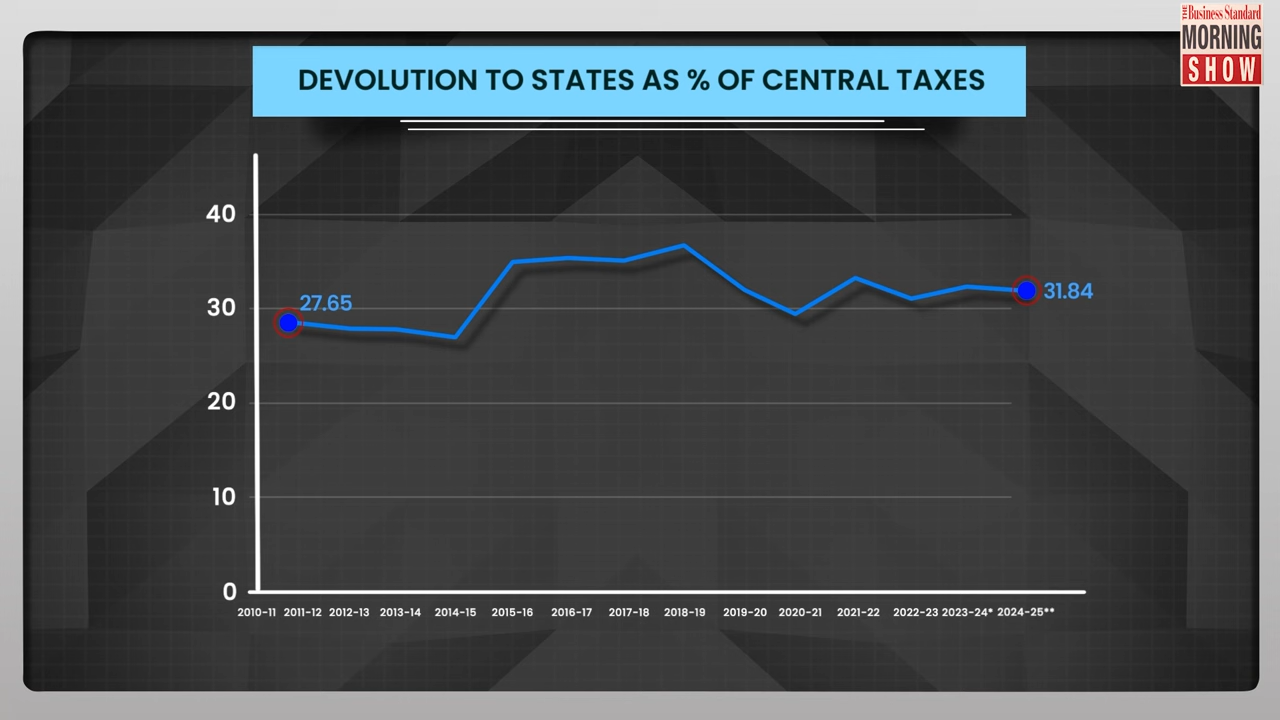 THE Business Standard
MORNING
SHOW
DEVOLUTION TO STATES AS % OF CENTRAL TAXES
40
30
20
10
0
27.65
31.84
2010-11 2011-12 2012-13 2013-14 2014-15 2015-16 2016-17 2017-18 2018-19 2019-20 2020-21 2021-22 2022-23 2023-24* 2024-25**